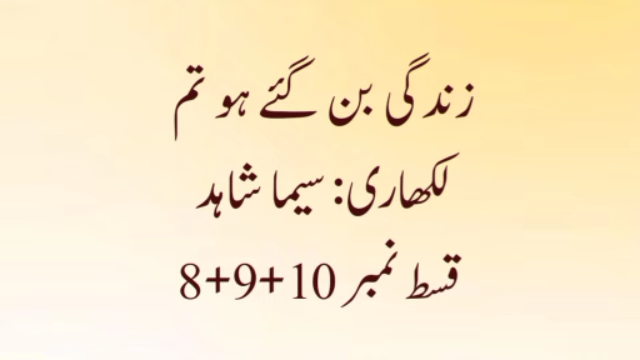 زندگی بن گئے ہو تم
لکھاری: سیما شاہد
قسط نمبر 10+9+8